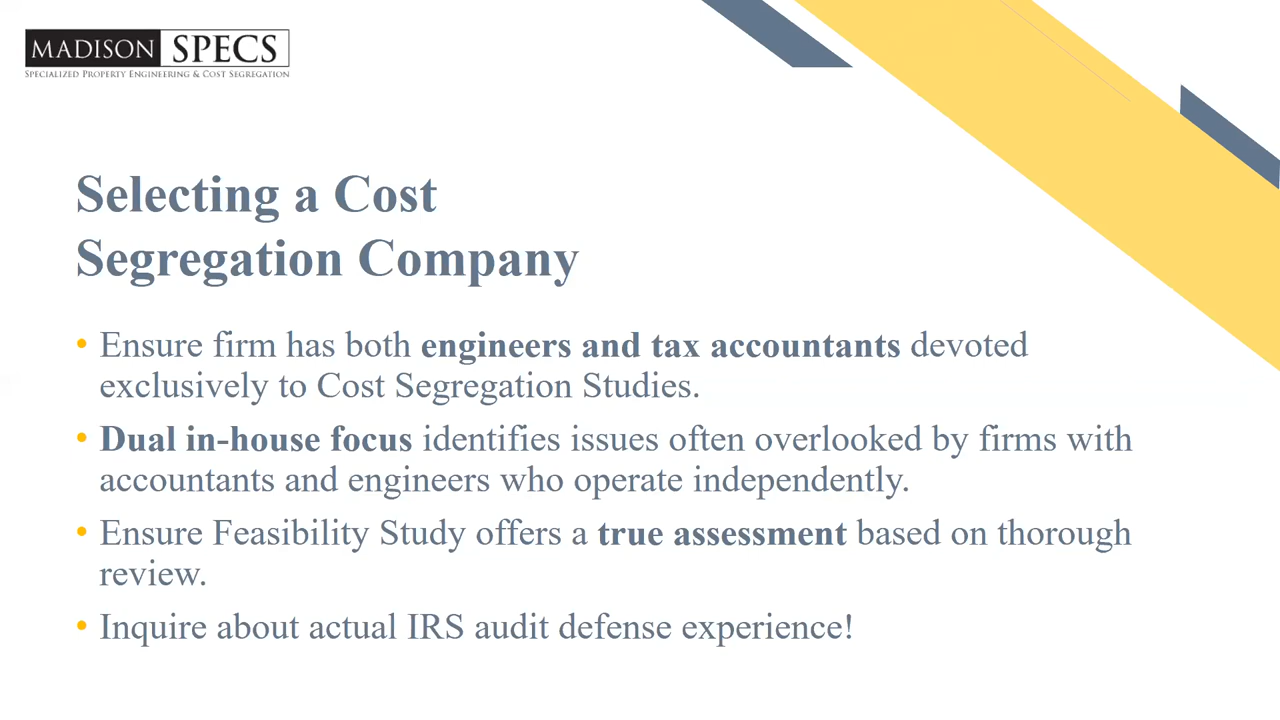 MADISON SPECS
SPECIALIZED PROPERTY ENGINEERING & COST SEGREGATION
Selecting a Cost
Segregation Company
• Ensure firm has both engineers and tax accountants devoted
exclusively to Cost Segregation Studies.
• Dual in-house focus identifies issues often overlooked by firms with
accountants and engineers who operate independently.
• Ensure Feasibility Study offers a true assessment based on thorough
review.
• Inquire about actual IRS audit defense experience!